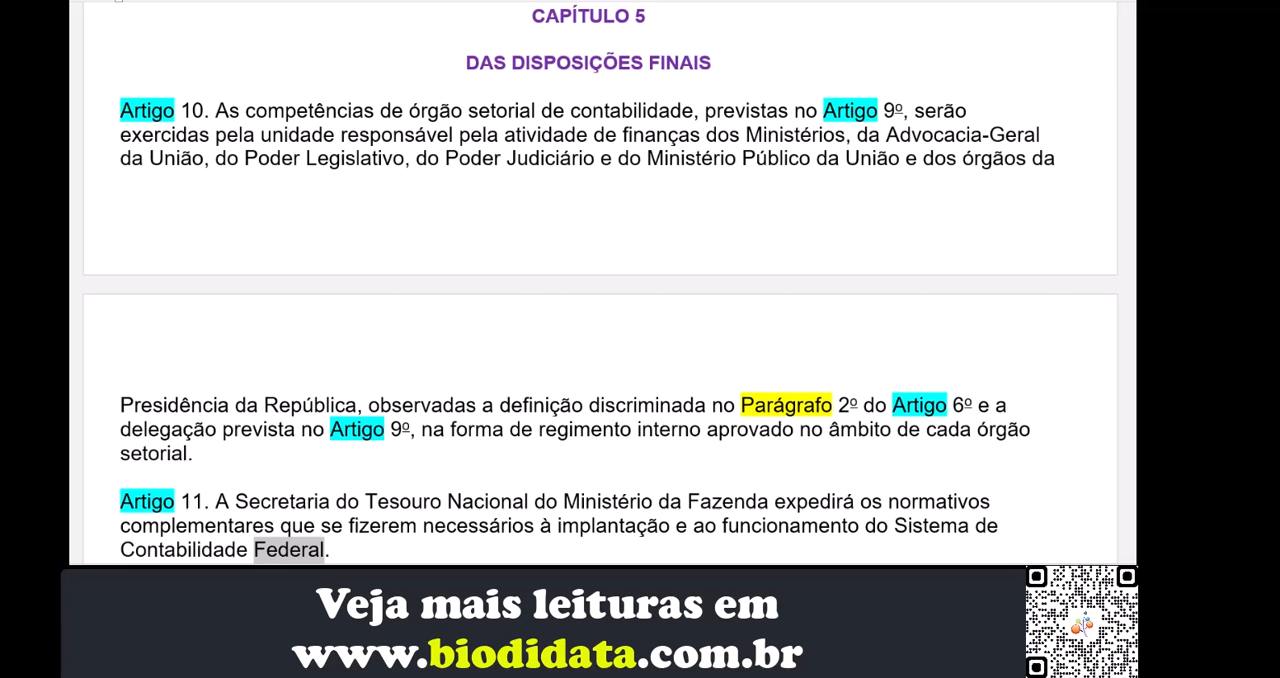 CAPÍTULO 5
DAS DISPOSIÇÕES FINAIS
Artigo 10. As competências de órgão setorial de contabilidade, previstas no Artigo 9º, serão
exercidas pela unidade responsável pela atividade de finanças dos Ministérios, da Advocacia-Geral
da União, do Poder Legislativo, do Poder Judiciário e do Ministério Público da União e dos órgãos da
Presidência da República, observadas a definição discriminada no Parágrafo 2º do Artigo 6º e a
delegação prevista no Artigo 9º, na forma de regimento interno aprovado no âmbito de cada órgão
setorial.
Artigo 11. A Secretaria do Tesouro Nacional do Ministério da Fazenda expedirá os normativos
complementares que se fizerem necessários à implantação e ao funcionamento do Sistema de
Contabilidade Federal.
Veja mais leituras em
www.biodidata.com.br